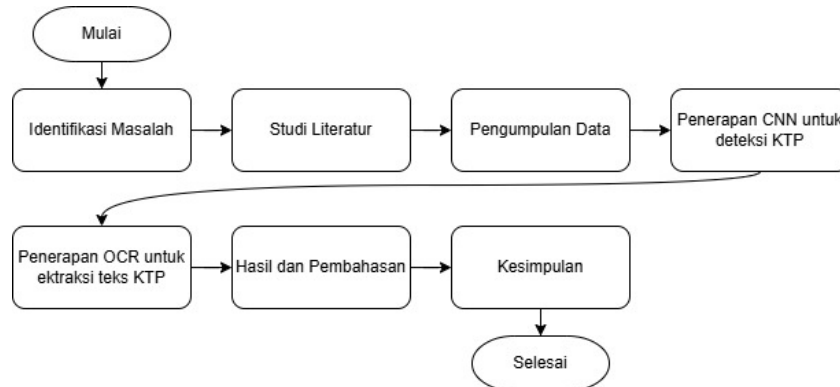 Mulai
Identifikasi Masalah
Studi Literatur
Pengumpulan Data
Penerapan CNN untuk
deteksi KTP
Penerapan OCR untuk
ektraksi teks KTP
Hasil dan Pembahasan
Kesimpulan
Selesai